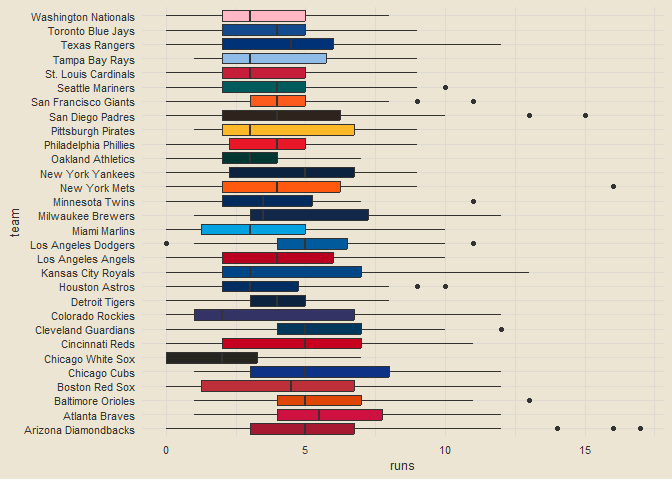 Washington Nationals
Toronto Blue Jays
Texas Rangers
Tampa Bay Rays
St. Louis Cardinals
Seattle Mariners
San Francisco Giants
San Diego Padres
Pittsburgh Pirates
Philadelphia Phillies
Oakland Athletics
New York Yankees
New York Mets
Minnesota Twins
Milwaukee Brewers
Miami Marlins
Los Angeles Dodgers
Los Angeles Angels
Kansas City Royals
Houston Astros
Detroit Tigers
Colorado Rockies
Cleveland Guardians
Cincinnati Reds
Chicago White Sox
Chicago Cubs
Boston Red Sox
Baltimore Orioles
Atlanta Braves
Arizona Diamondbacks
team
0 5 10 15
runs